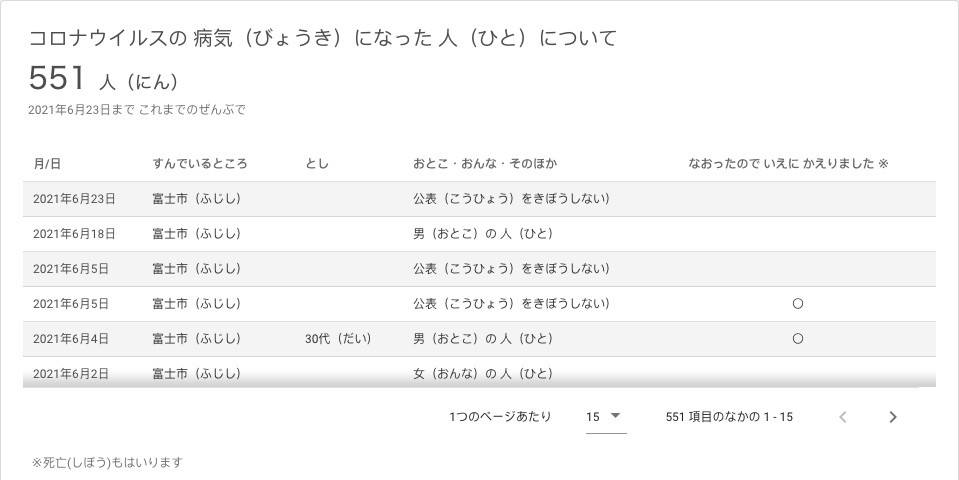 コロナウイルスの 病気（びょうき）になった 人（ひと）について
551 人（にん）
2021年6月23日まで これまでのぜんぶで
月/日 すんでいるところ とし おとこ・おんな・そのほか なおったので いえに かえりました ※
2021年6月23日 富士市（ふじし） 公表（こうひょう）をきぼうしない）
2021年6月18日 富士市（ふじし） 男（おとこ）の 人（ひと）
2021年6月5日 富士市（ふじし） 公表（こうひょう）をきぼうしない）
2021年6月5日 富士市（ふじし） 公表（こうひょう）をきぼうしない） ○
2021年6月4日 富士市（ふじし） 30代（だい） 男（おとこ）の 人（ひと） ○
2021年6月2日 富士市（ふじし） 女（おんな）の 人（ひと）
1つのページあたり 15 551 項目のなかの 1 - 15
※死亡(しぼう)もはいります